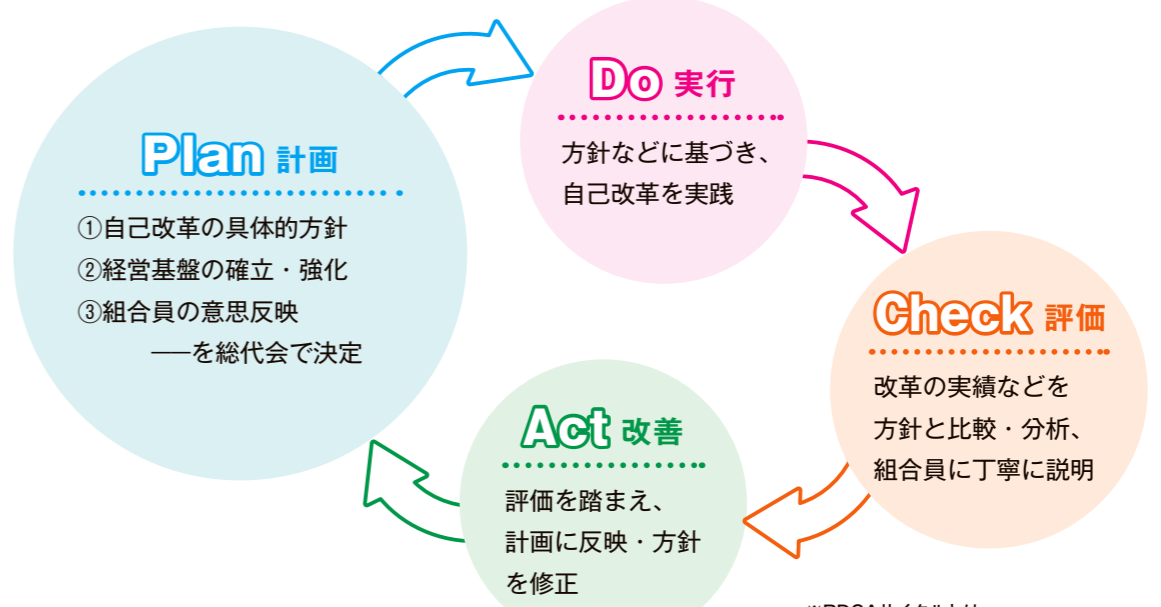 Plan 計画
①自己改革の具体的方針
②経営基盤の確立・強化
③組合員の意思反映
──を総代会で決定
Do 実行
方針などに基づき、
自己改革を実践
Check 評価
改革の実績などを
方針と比較・分析、
組合員に丁寧に説明
Act 改善
評価を踏まえ、
計画に反映・方針
を修正